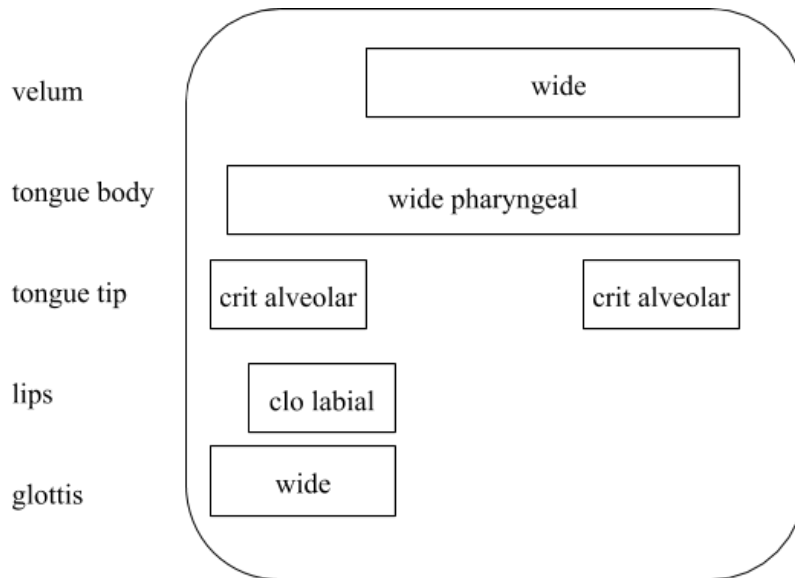 velum
wide
tongue body
wide pharyngeal
tongue tip
crit alveolar
crit alveolar
lips
clo labial
glottis
wide